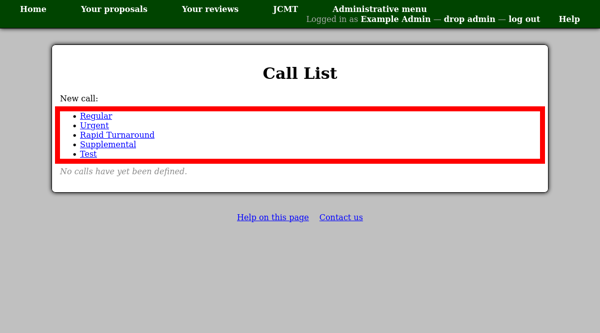 Home Your proposals Your reviews JCMT Administrative menu
Logged in as Example Admin — drop admin — log out Help
Call List
New call:
Regular
Urgent
Rapid Turnaround
Supplemental
Test
No calls have yet been defined.
Help on this page Contact us